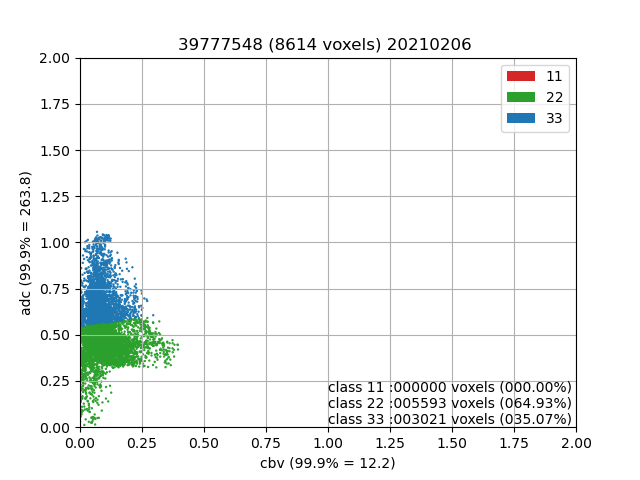 39777548 (8614 voxels) 20210206
2.00
1.75
1.50
1.25
1.00
0.75
0.50
0.25
0.00
adc (99.9% = 263.8)
11
22
33
class 11 :000000 voxels (000.00%)
class 22 :005593 voxels (064.93%)
class 33 :003021 voxels (035.07%)
0.00 0.25 0.50 0.75 1.00 1.25 1.50 1.75 2.00
cbv (99.9% = 12.2)